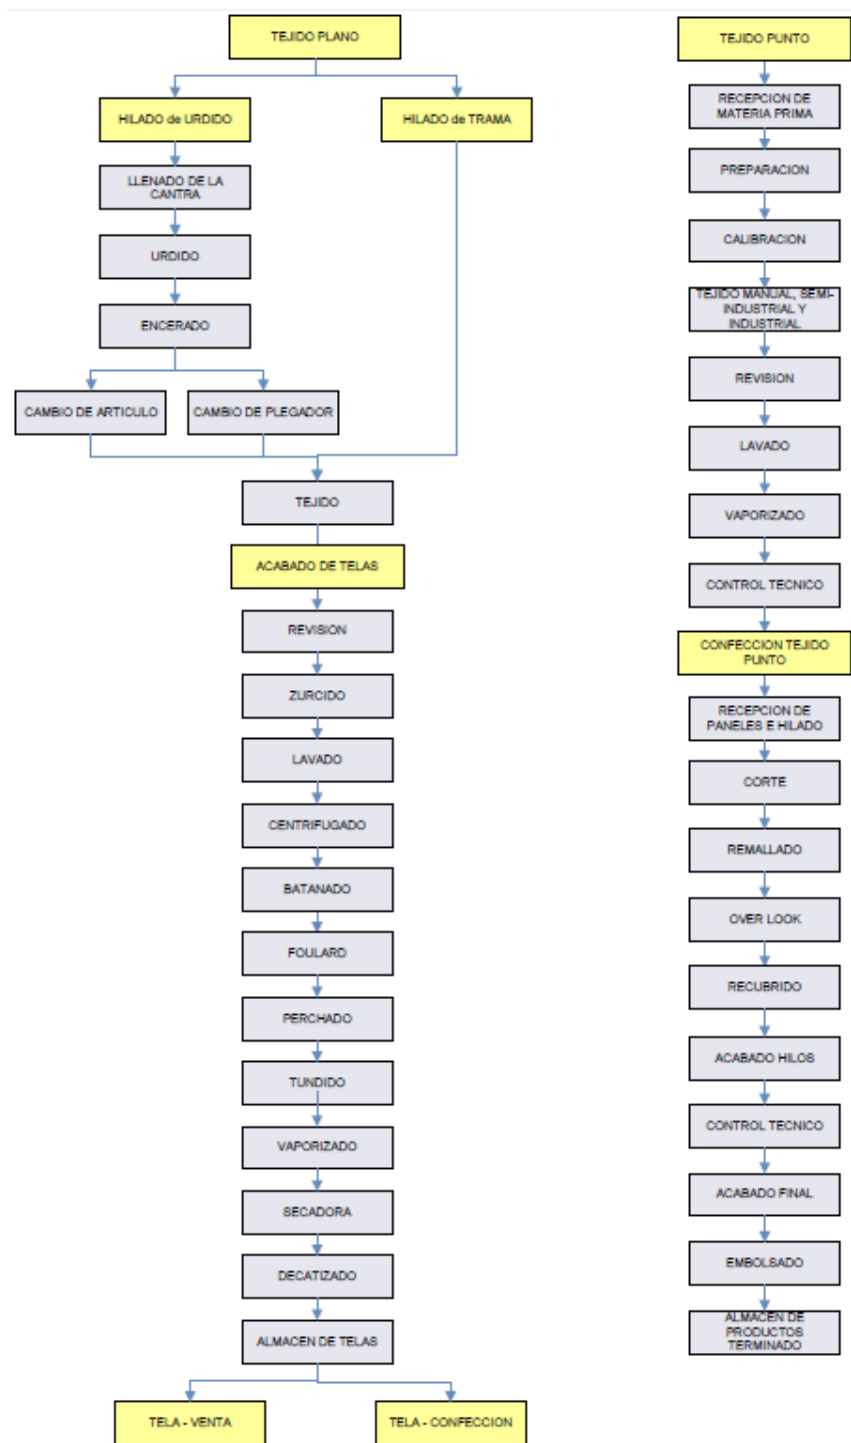 TEJIDO PLANO
HILADO de URDIDO
HILADO de TRAMA
LLENADO DE LA
CANTRA
URDIDO
ENCERADO
CAMBIO DE ARTICULO
CAMBIO DE PLEGADOR
TEJIDO
ACABADO DE TELAS
REVISION
ZURCIDO
LAVADO
CENTRIFUGADO
BATANADO
FOULARD
PERCHADO
TUNDIDO
VAPORIZADO
SECADORA
DECATIZADO
ALMACEN DE TELAS
TELA - VENTA
TELA - CONFECCION
TEJIDO PUNTO
RECEPCION DE
MATERIA PRIMA
PREPARACION
CALIBRACION
TEJIDO MANUAL, SEMI-
INDUSTRIAL Y
INDUSTRIAL
REVISION
LAVADO
VAPORIZADO
CONTROL TECNICO
CONFECCION TEJIDO
PUNTO
RECEPCION DE
PANELES E HILADO
CORTE
REMALLADO
OVER LOOK
RECUBRIDO
ACABADO HILOS
CONTROL TECNICO
ACABADO FINAL
EMBOLSADO
ALMACEN DE
PRODUCTOS
TERMINADO